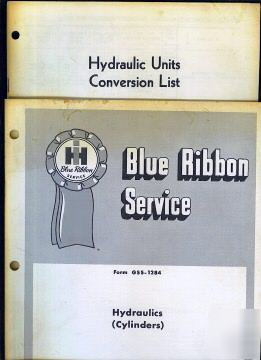 Hydraulic Units
Conversion List
IH
Blue Ribbon
SERVICE
Blue Ribbon
Service
Form GSS-1284
Hydraulics
(Cylinders)